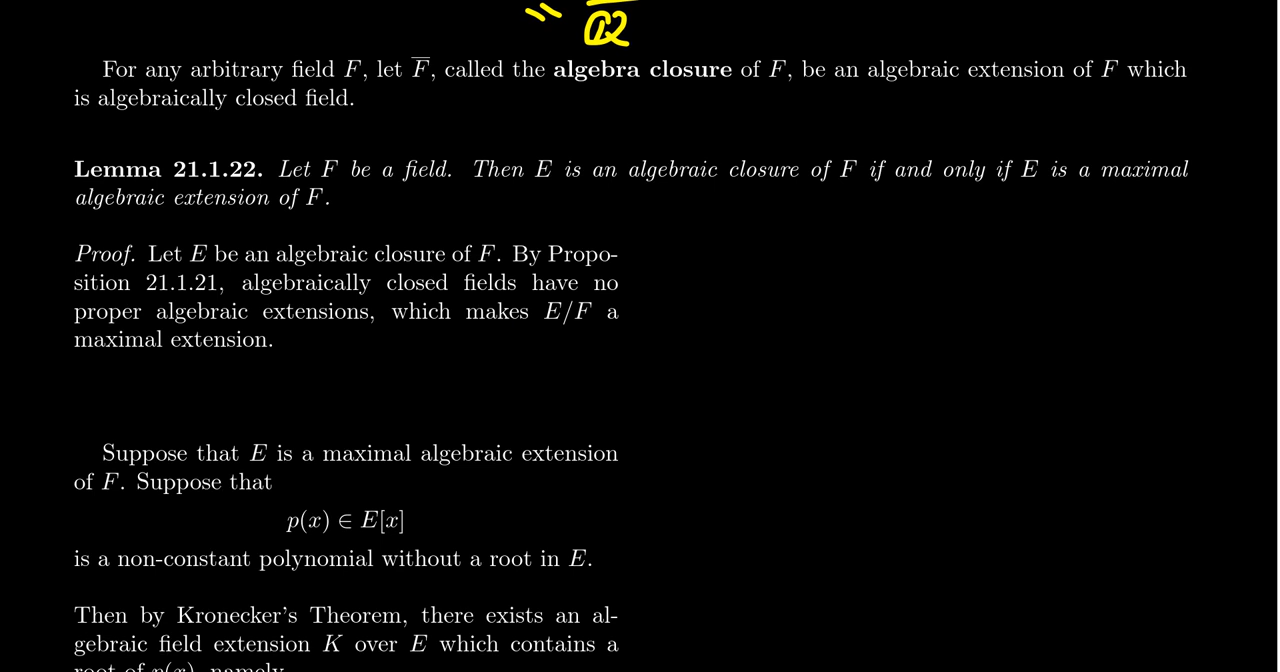 = Q̅
For any arbitrary field F, let F̅, called the algebra closure of F, be an algebraic extension of F which
is algebraically closed field.
Lemma 21.1.22. Let F be a field. Then E is an algebraic closure of F if and only if E is a maximal
algebraic extension of F.
Proof. Let E be an algebraic closure of F. By Propo-
sition 21.1.21, algebraically closed fields have no
proper algebraic extensions, which makes E/F a
maximal extension.
Suppose that E is a maximal algebraic extension
of F. Suppose that
p(x) ∈ E[x]
is a non-constant polynomial without a root in E.
Then by Kronecker's Theorem, there exists an al-
gebraic field extension K over E which contains a
root of p(x), namely